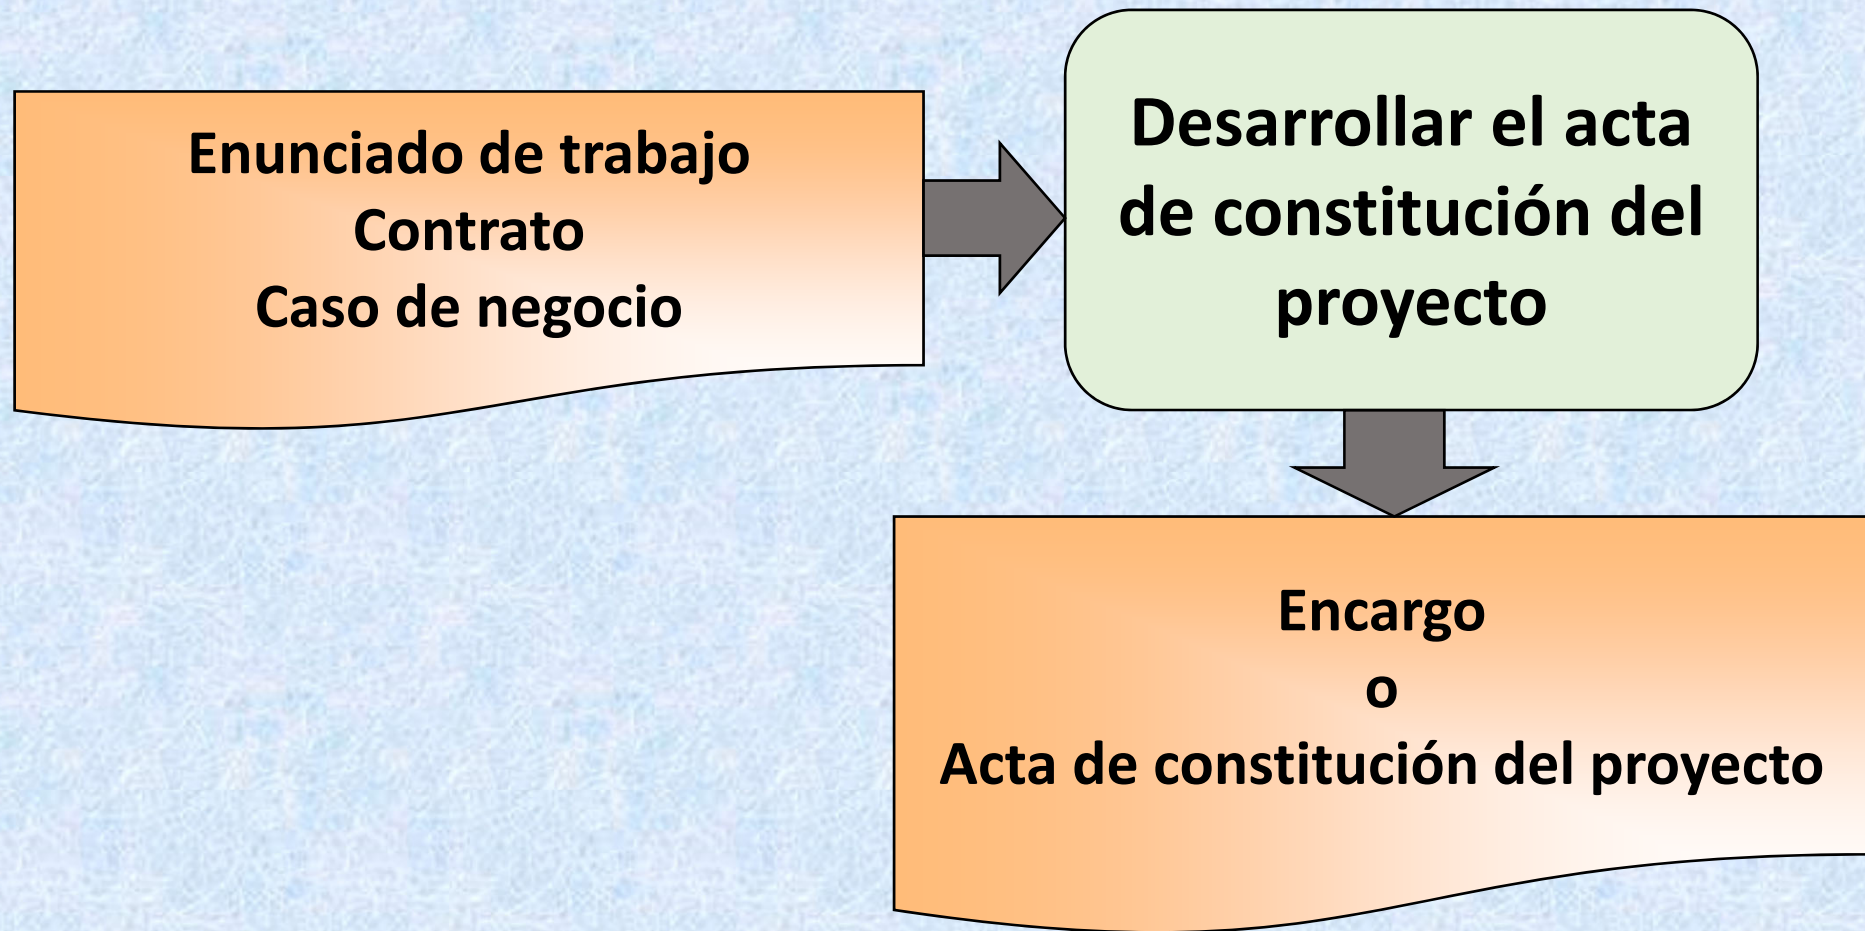 Enunciado de trabajo
Contrato
Caso de negocio
Desarrollar el acta
de constitución del
proyecto
Encargo
o
Acta de constitución del proyecto